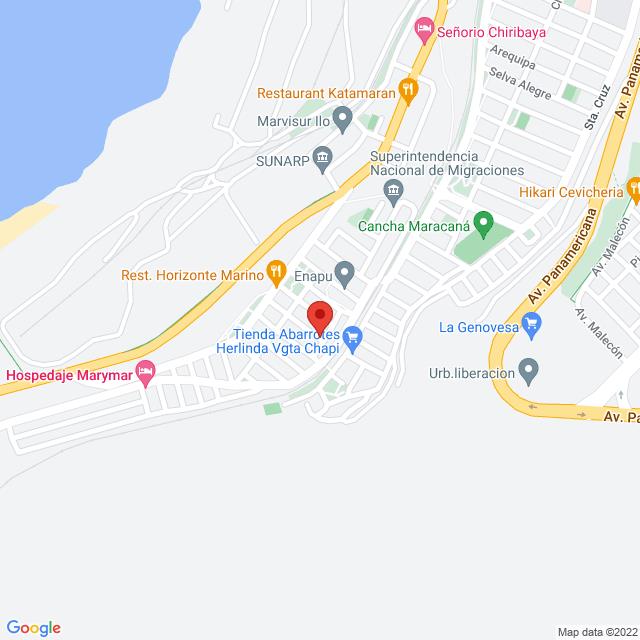 Señorio Chiribaya
Arequipa
Selva Alegre
Av. Panam
Restaurant Katamaran
Sta. Cruz
Marvisur Ilo
SUNARP
Superintendencia
Nacional de Migraciones
Hikari Cevicheria
Cancha Maracaná
Av. Malecón
Av. Panamericana
Rest. Horizonte Marino
Enapu
Av. Malecón
Tienda Abarrotes
Herlinda Vgta Chapi
La Genovesa
Hospedaje Marymar
Urb.liberacion
Av. Pa
Google
Map data ©2022